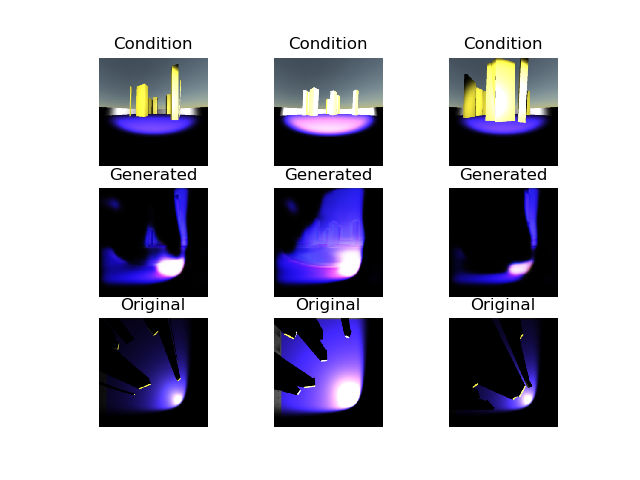 Condition Condition Condition
Generated Generated Generated
Original Original Original